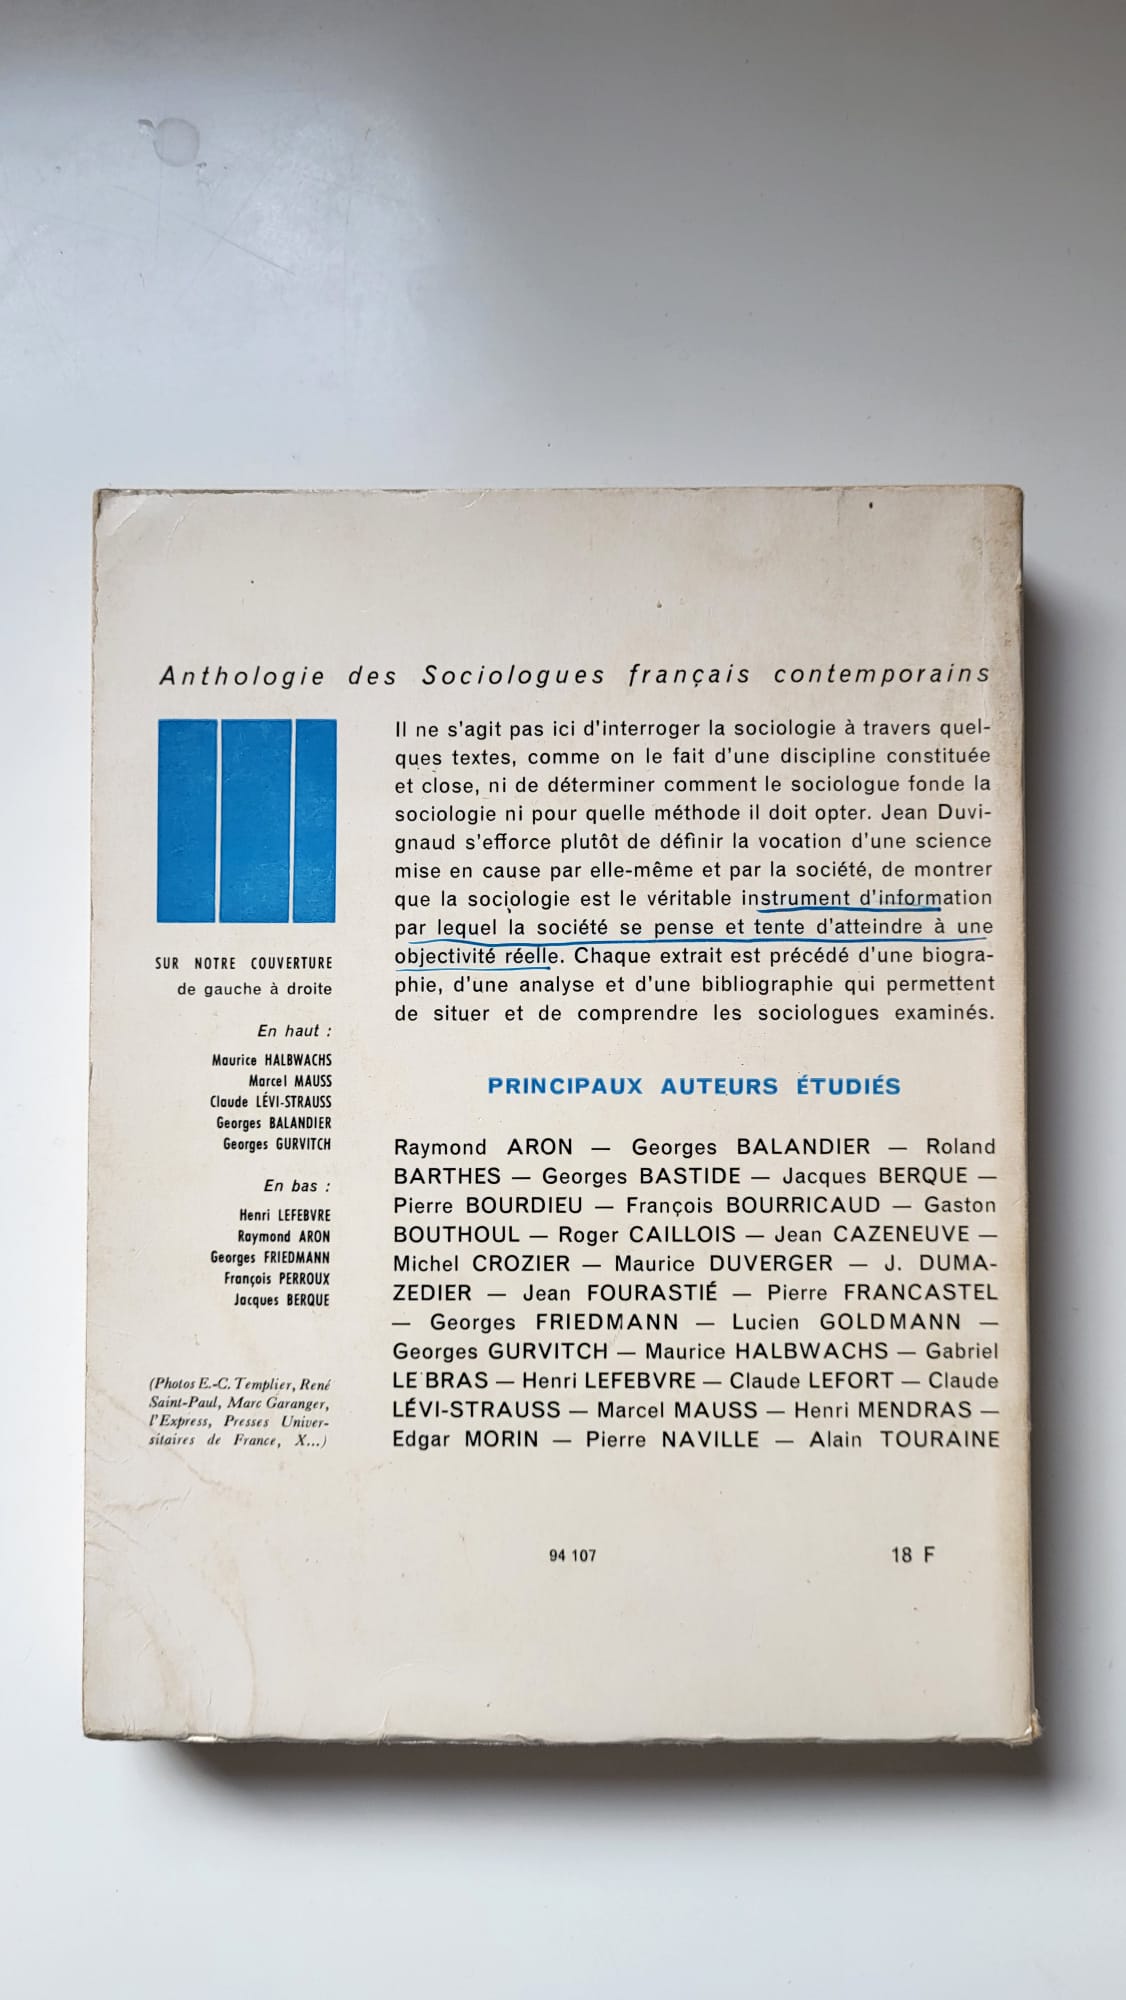 Anthologie des Sociologues français contemporains
Il ne s'agit pas ici d'interroger la sociologie à travers quel-
ques textes, comme on le fait d'une discipline constituée
et close, ni de déterminer comment le sociologue fonde la
sociologie ni pour quelle méthode il doit opter. Jean Duvi-
gnaud s'efforce plutôt de définir la vocation d'une science
mise en cause par elle-même et par la société, de montrer
que la sociologie est le véritable instrument d'information
par lequel la société se pense et tente d'atteindre à une
objectivité réelle. Chaque extrait est précédé d'une biogra-
phie, d'une analyse et d'une bibliographie qui permettent
de situer et de comprendre les sociologues examinés.
SUR NOTRE COUVERTURE
de gauche à droite
En haut :
Maurice HALBWACHS
Marcel MAUSS
Claude LÉVI-STRAUSS
Georges BALANDIER
Georges GURVITCH
En bas :
Henri LEFEBVRE
Raymond ARON
Georges FRIEDMANN
François PERROUX
Jacques BERQUE
(Photos E.-C. Templier, René
Saint-Paul, Marc Garanger,
l'Express, Presses Univer-
sitaires de France, X...)
PRINCIPAUX AUTEURS ÉTUDIÉS
Raymond ARON — Georges BALANDIER — Roland
BARTHES — Georges BASTIDE — Jacques BERQUE —
Pierre BOURDIEU — François BOURRICAUD — Gaston
BOUTHOUL — Roger CAILLOIS — Jean CAZENEUVE —
Michel CROZIER — Maurice DUVERGER — J. DUMA-
ZEDIER — Jean FOURASTIÉ — Pierre FRANCASTEL
— Georges FRIEDMANN — Lucien GOLDMANN —
Georges GURVITCH — Maurice HALBWACHS — Gabriel
LE BRAS — Henri LEFEBVRE — Claude LEFORT — Claude
LÉVI-STRAUSS — Marcel MAUSS — Henri MENDRAS —
Edgar MORIN — Pierre NAVILLE — Alain TOURAINE
94 107
18 F